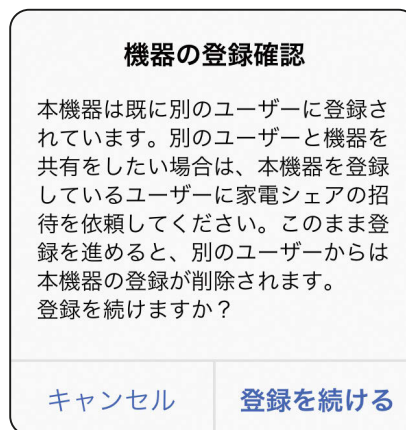 機器の登録確認
本機器は既に別のユーザーに登録さ
れています。別のユーザーと機器を
共有をしたい場合は、本機器を登録
しているユーザーに家電シェアの招
待を依頼してください。このまま登
録を進めると、別のユーザーからは
本機器の登録が削除されます。
登録を続けますか？
キャンセル
登録を続ける